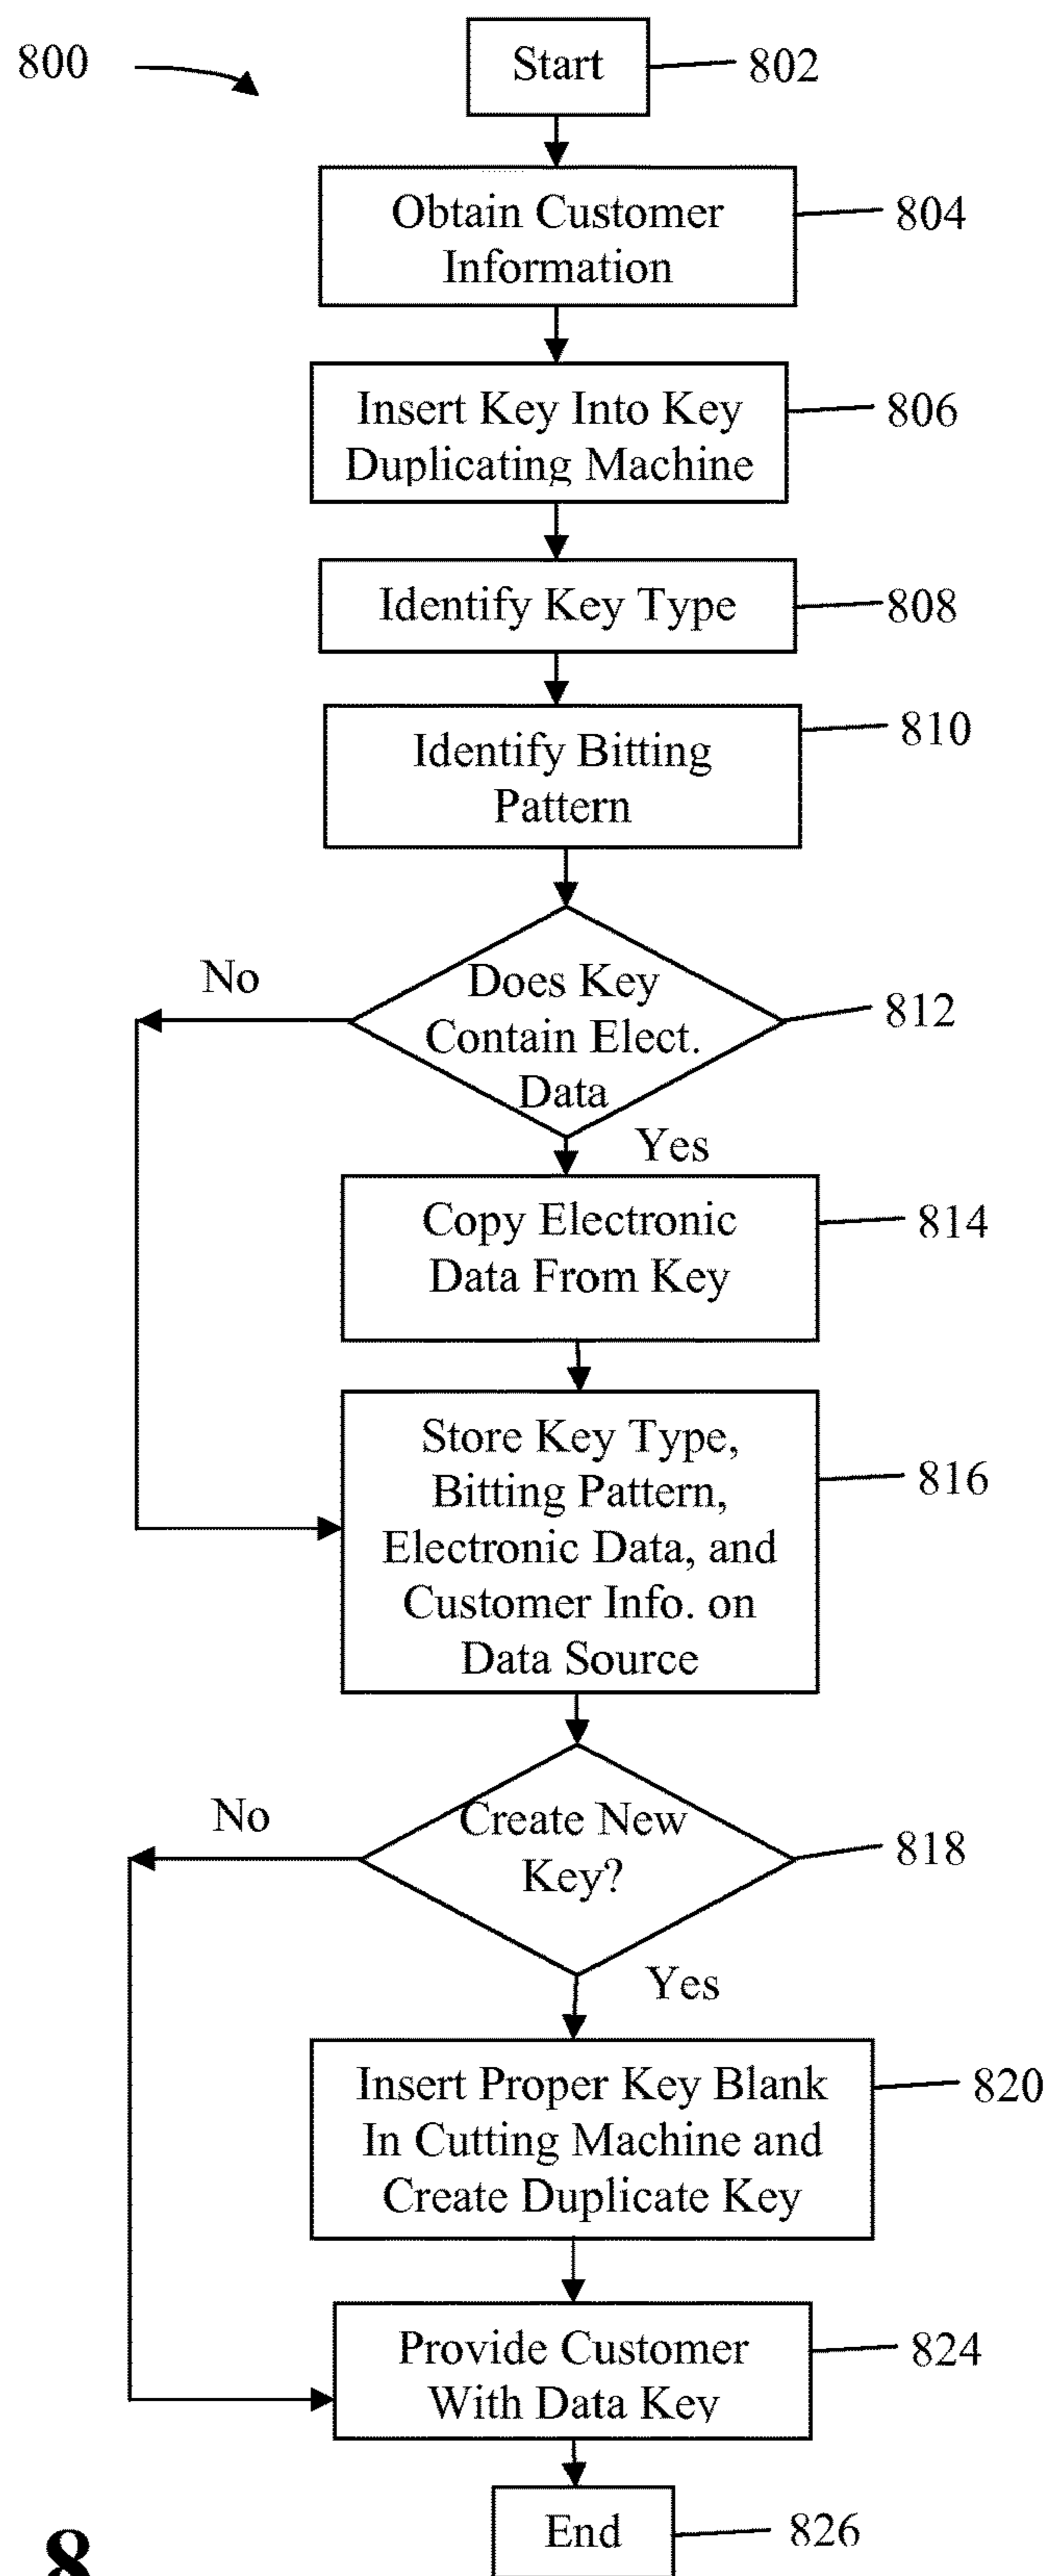 800
Start
802
Obtain Customer
Information
804
Insert Key Into Key
Duplicating Machine
806
Identify Key Type
808
Identify Bitting
Pattern
810
No
Does Key
Contain Elect.
Data
812
Yes
Copy Electronic
Data From Key
814
Store Key Type,
Bitting Pattern,
Electronic Data, and
Customer Info. on
Data Source
816
No
Create New
Key?
818
Yes
Insert Proper Key Blank
In Cutting Machine and
Create Duplicate Key
820
Provide Customer
With Data Key
824
End
826
8